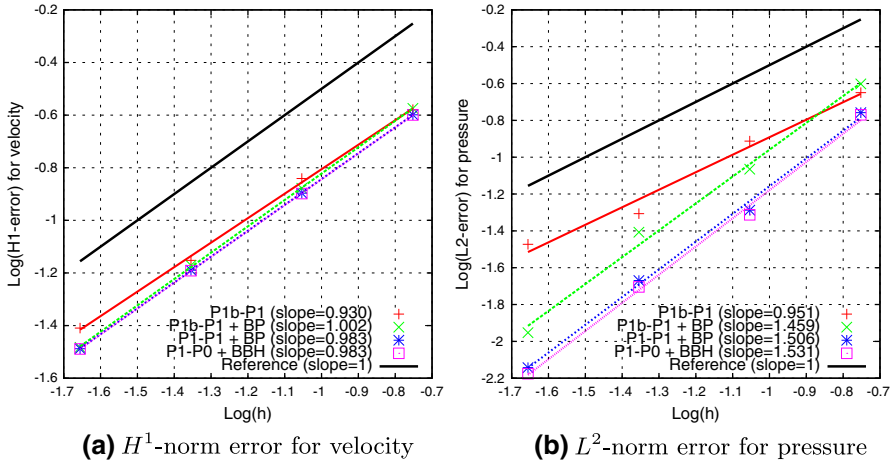 -0.2
-0.4
-0.6
-0.8
-1
-1.2
-1.4
-1.6
Log(H1-error) for velocity
P1b-P1 (slope=0.930)
P1b-P1 + BP (slope=1.002)
P1-P1 + BP (slope=0.983)
P1-P0 + BBH (slope=0.983)
Reference (slope=1)
-1.7 -1.6 -1.5 -1.4 -1.3 -1.2 -1.1 -1 -0.9 -0.8 -0.7
Log(h)
(a) H¹-norm error for velocity
-0.2
-0.4
-0.6
-0.8
-1
-1.2
-1.4
-1.6
-1.8
-2
-2.2
Log(L2-error) for pressure
P1b-P1 (slope=0.951)
P1b-P1 + BP (slope=1.459)
P1-P1 + BP (slope=1.506)
P1-P0 + BBH (slope=1.531)
Reference (slope=1)
-1.7 -1.6 -1.5 -1.4 -1.3 -1.2 -1.1 -1 -0.9 -0.8 -0.7
Log(h)
(b) L²-norm error for pressure